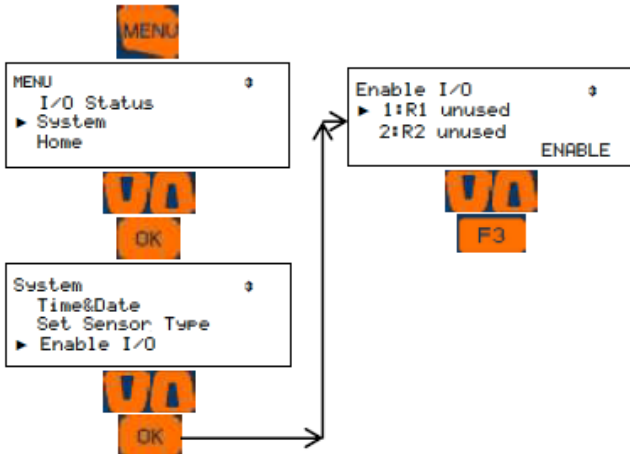 MENU
MENU
I/O Status
► System
Home
OK
System
Time&Date
Set Sensor Type
► Enable I/O
OK
Enable I/O
► 1:R1 unused
2:R2 unused
ENABLE
F3